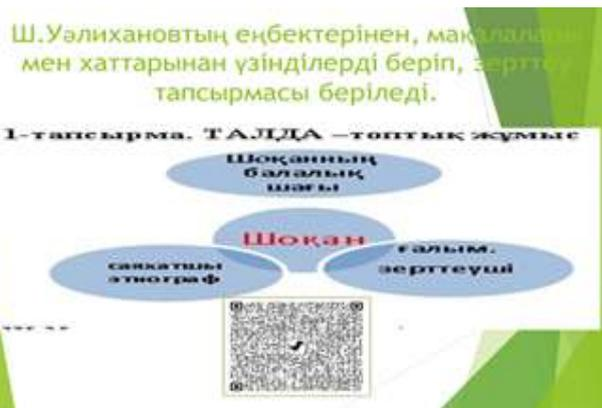 Ш.Уәлихановтың еңбектерінен, мақалалары
мен хаттарынан үзінділерді беріп, зерттеу
тапсырмасы беріледі.
1-тапсырма. ТАЛДА –топтық жұмыс
Шоқанның
балалық
шағы
Шоқан
саяхатшы
этнограф
ғалым.
зерттеуші